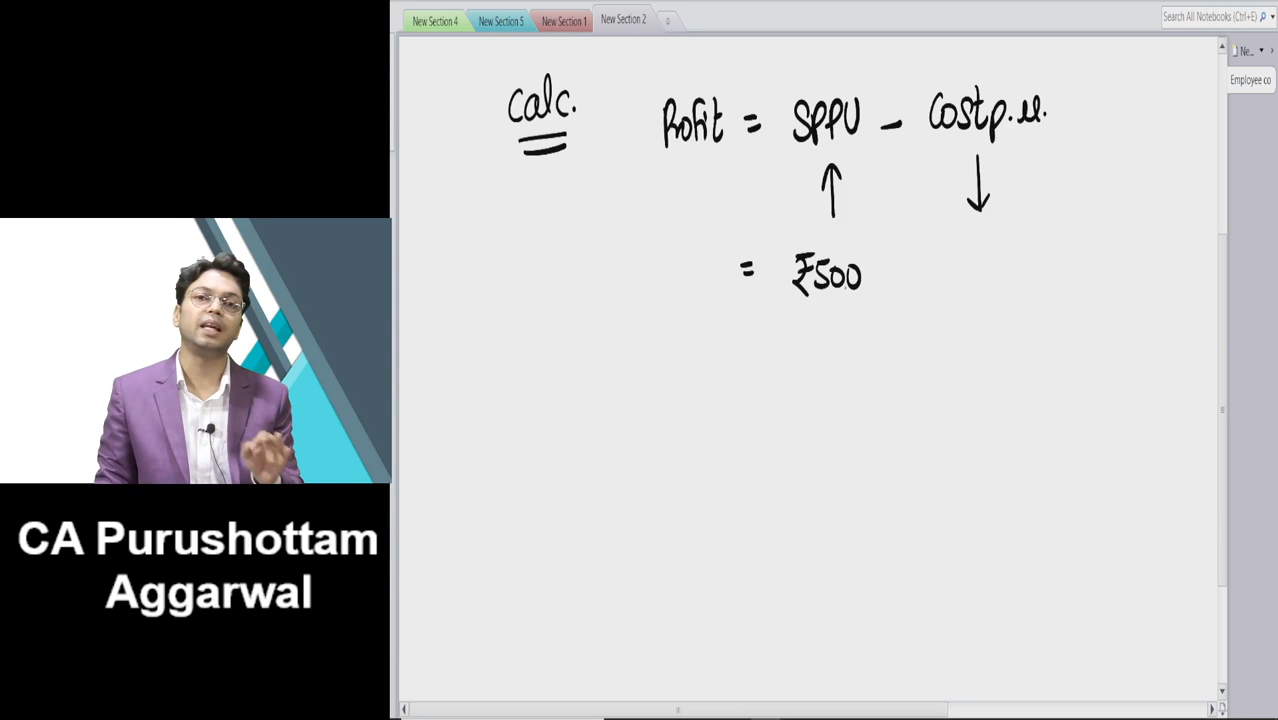 New Section 4
New Section 5
New Section 1
New Section 2
Search All Notebooks (Ctrl+E)
Ne...
Employee co
Calc.
Profit = SPPU - Cost p.u.
↑ ↓
= ₹500
CA Purushottam
Aggarwal